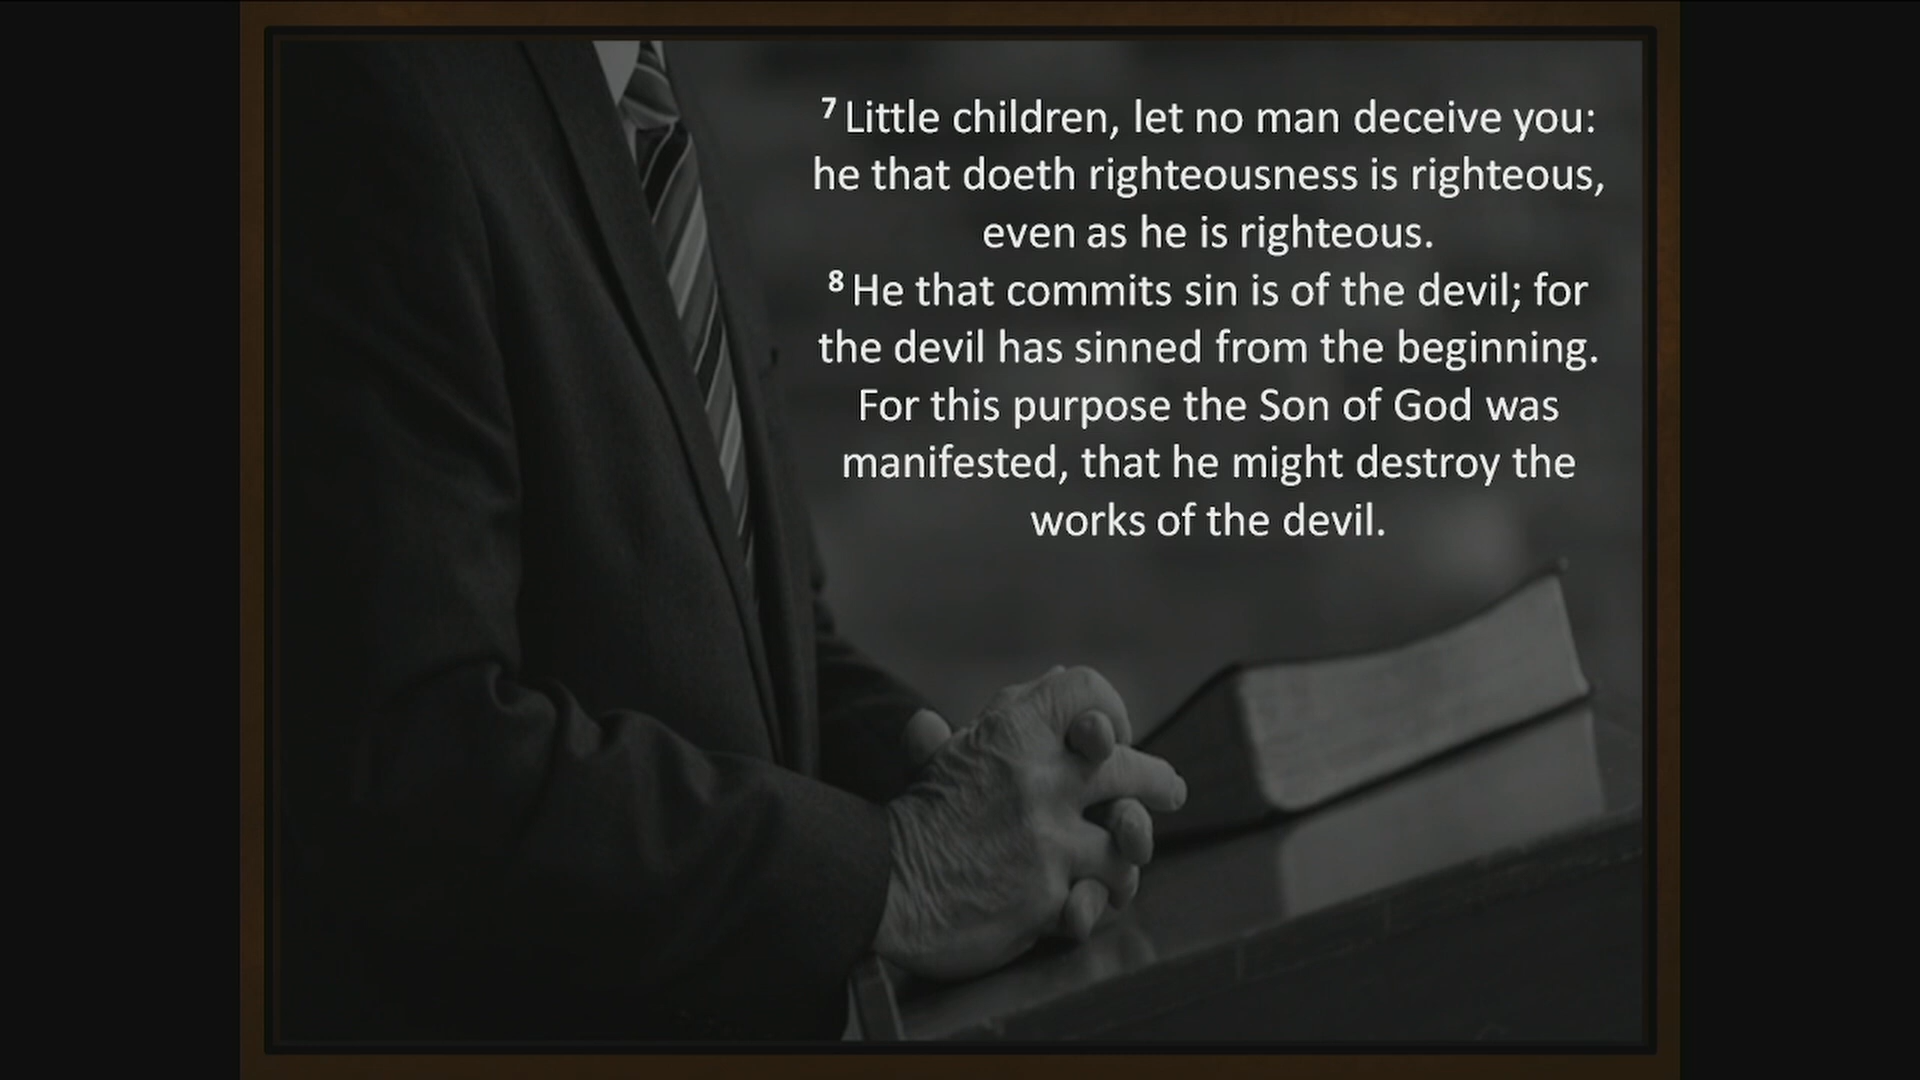 7 Little children, let no man deceive you:
he that doeth righteousness is righteous,
even as he is righteous.
8 He that commits sin is of the devil; for
the devil has sinned from the beginning.
For this purpose the Son of God was
manifested, that he might destroy the
works of the devil.